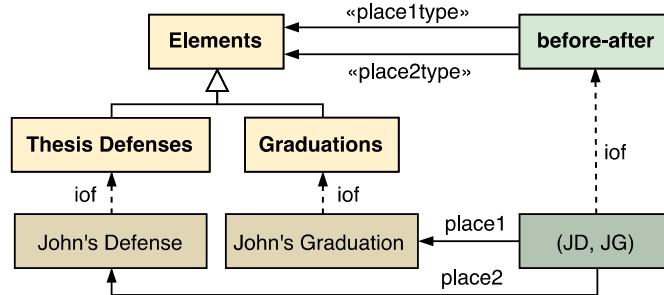 «place1type»
Elements
before-after
«place2type»
Thesis Defenses
Graduations
iof
iof
iof
John's Defense
John's Graduation
place1
(JD, JG)
place2